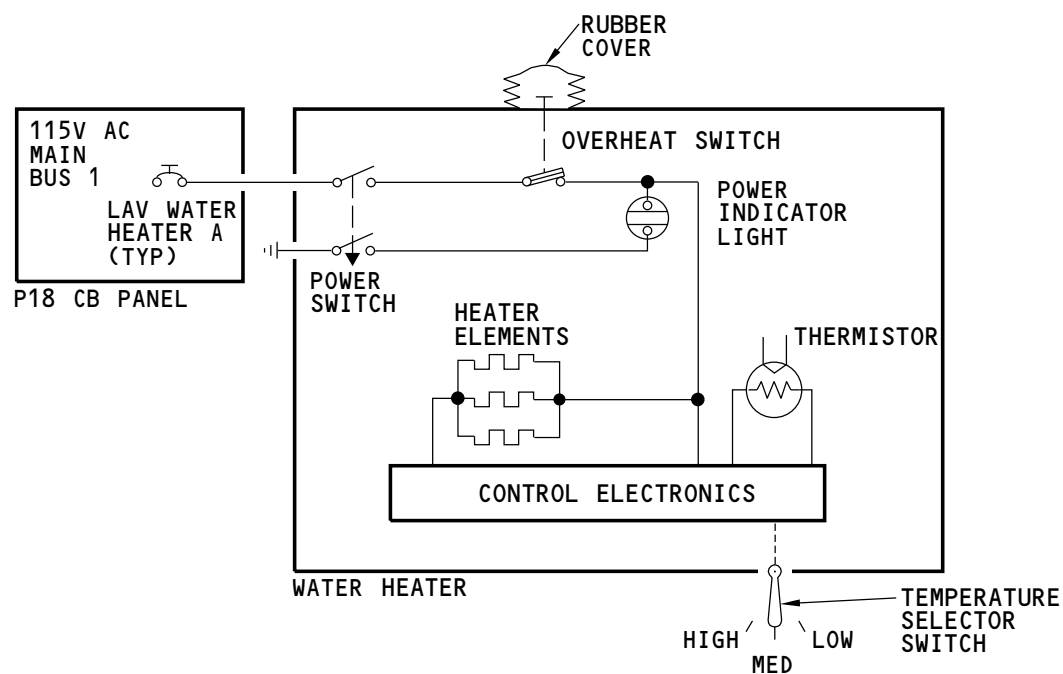 RUBBER
COVER
115V AC
MAIN
BUS 1
LAV WATER
HEATER A
(TYP)
P18 CB PANEL
OVERHEAT SWITCH
POWER
INDICATOR
LIGHT
POWER
SWITCH
HEATER
ELEMENTS
THERMISTOR
CONTROL ELECTRONICS
WATER HEATER
TEMPERATURE
SELECTOR
SWITCH
HIGH
LOW
MED